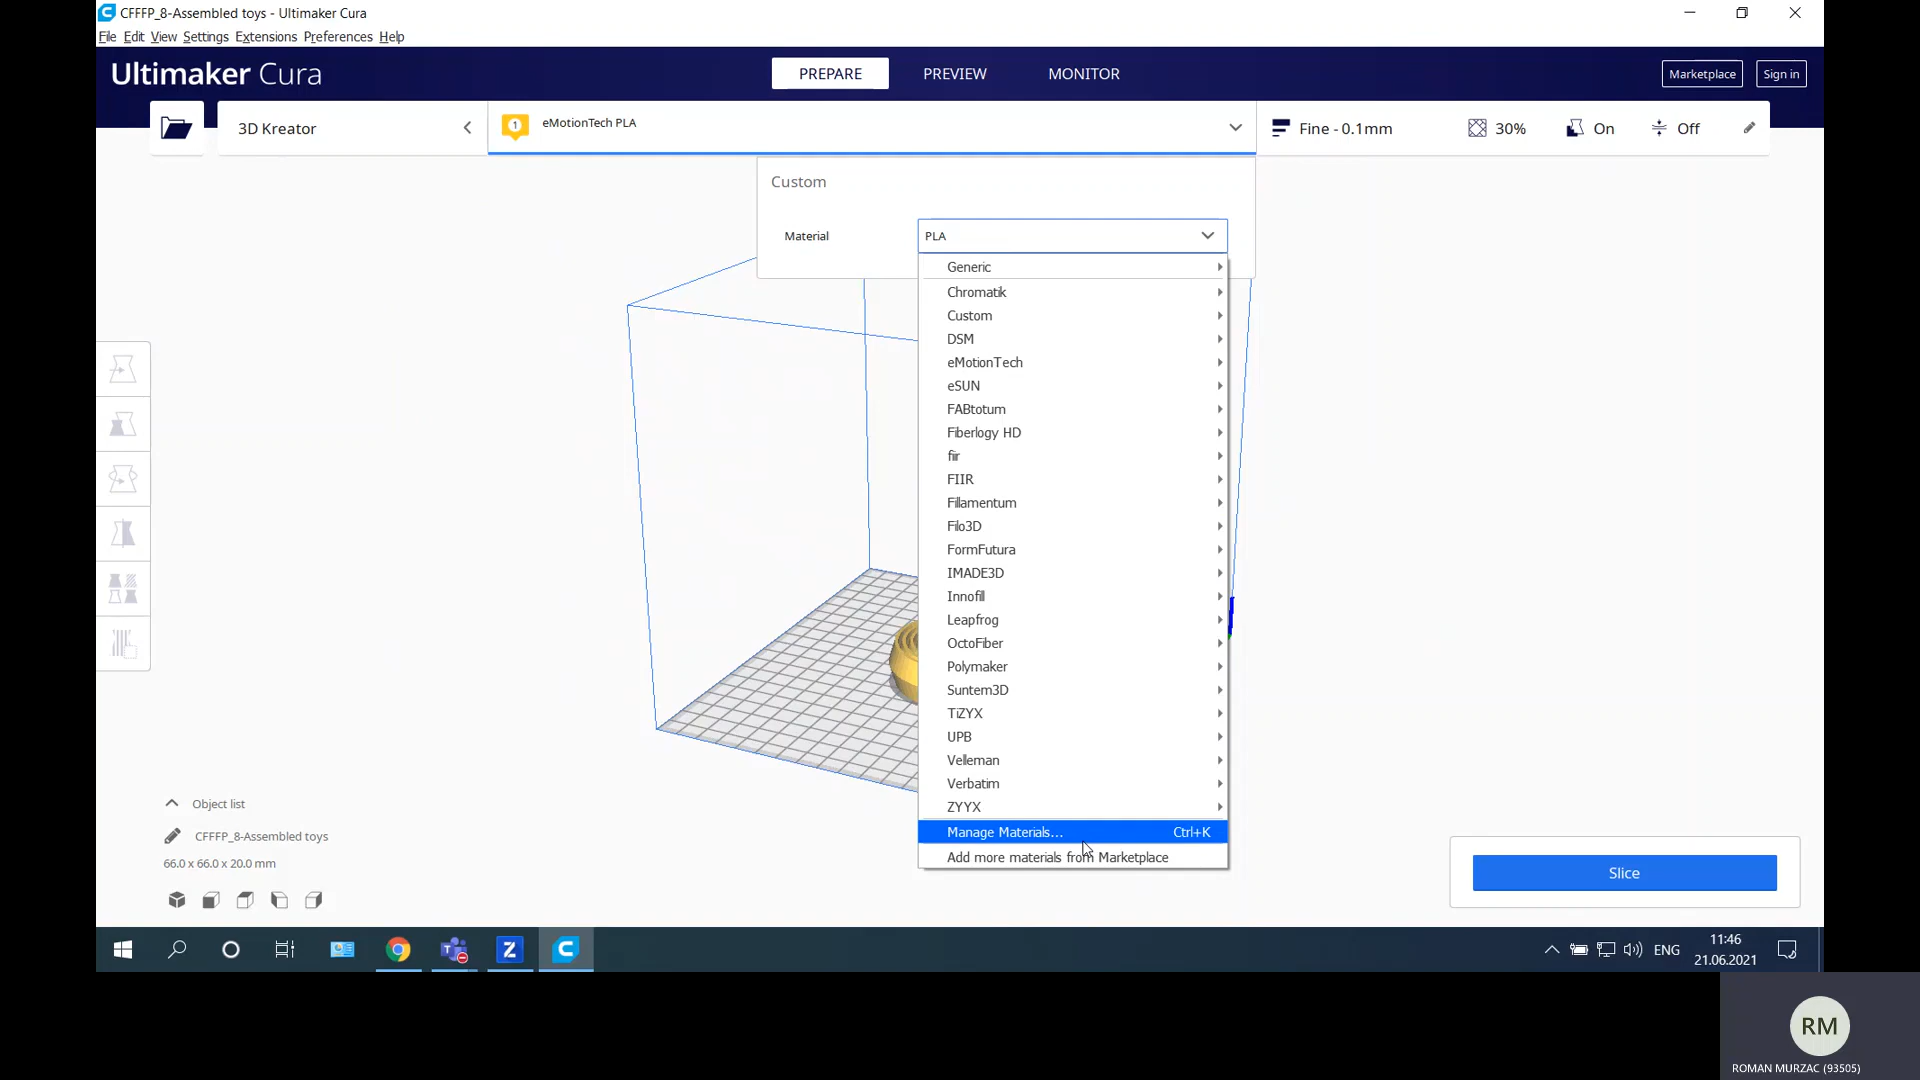 CFFFP_8-Assembled toys - Ultimaker Cura
File Edit View Settings Extensions Preferences Help
Ultimaker Cura
PREPARE
PREVIEW
MONITOR
Marketplace
Sign in
3D Kreator
1
eMotionTech PLA
Fine - 0.1mm
30%
On
Off
Custom
Material
PLA
Generic
Chromatik
Custom
DSM
eMotionTech
eSUN
FABtotum
Fiberlogy HD
fir
FIIR
Fillamentum
Filo3D
FormFutura
IMADE3D
Innofill
Leapfrog
OctoFiber
Polymaker
Suntem3D
TiZYX
UPB
Velleman
Verbatim
ZYYX
Manage Materials... Ctrl+K
Add more materials from Marketplace
Object list
CFFFP_8-Assembled toys
66.0 x 66.0 x 20.0 mm
Slice
ENG
11:46
21.06.2021
RM
ROMAN MURZAC (93505)